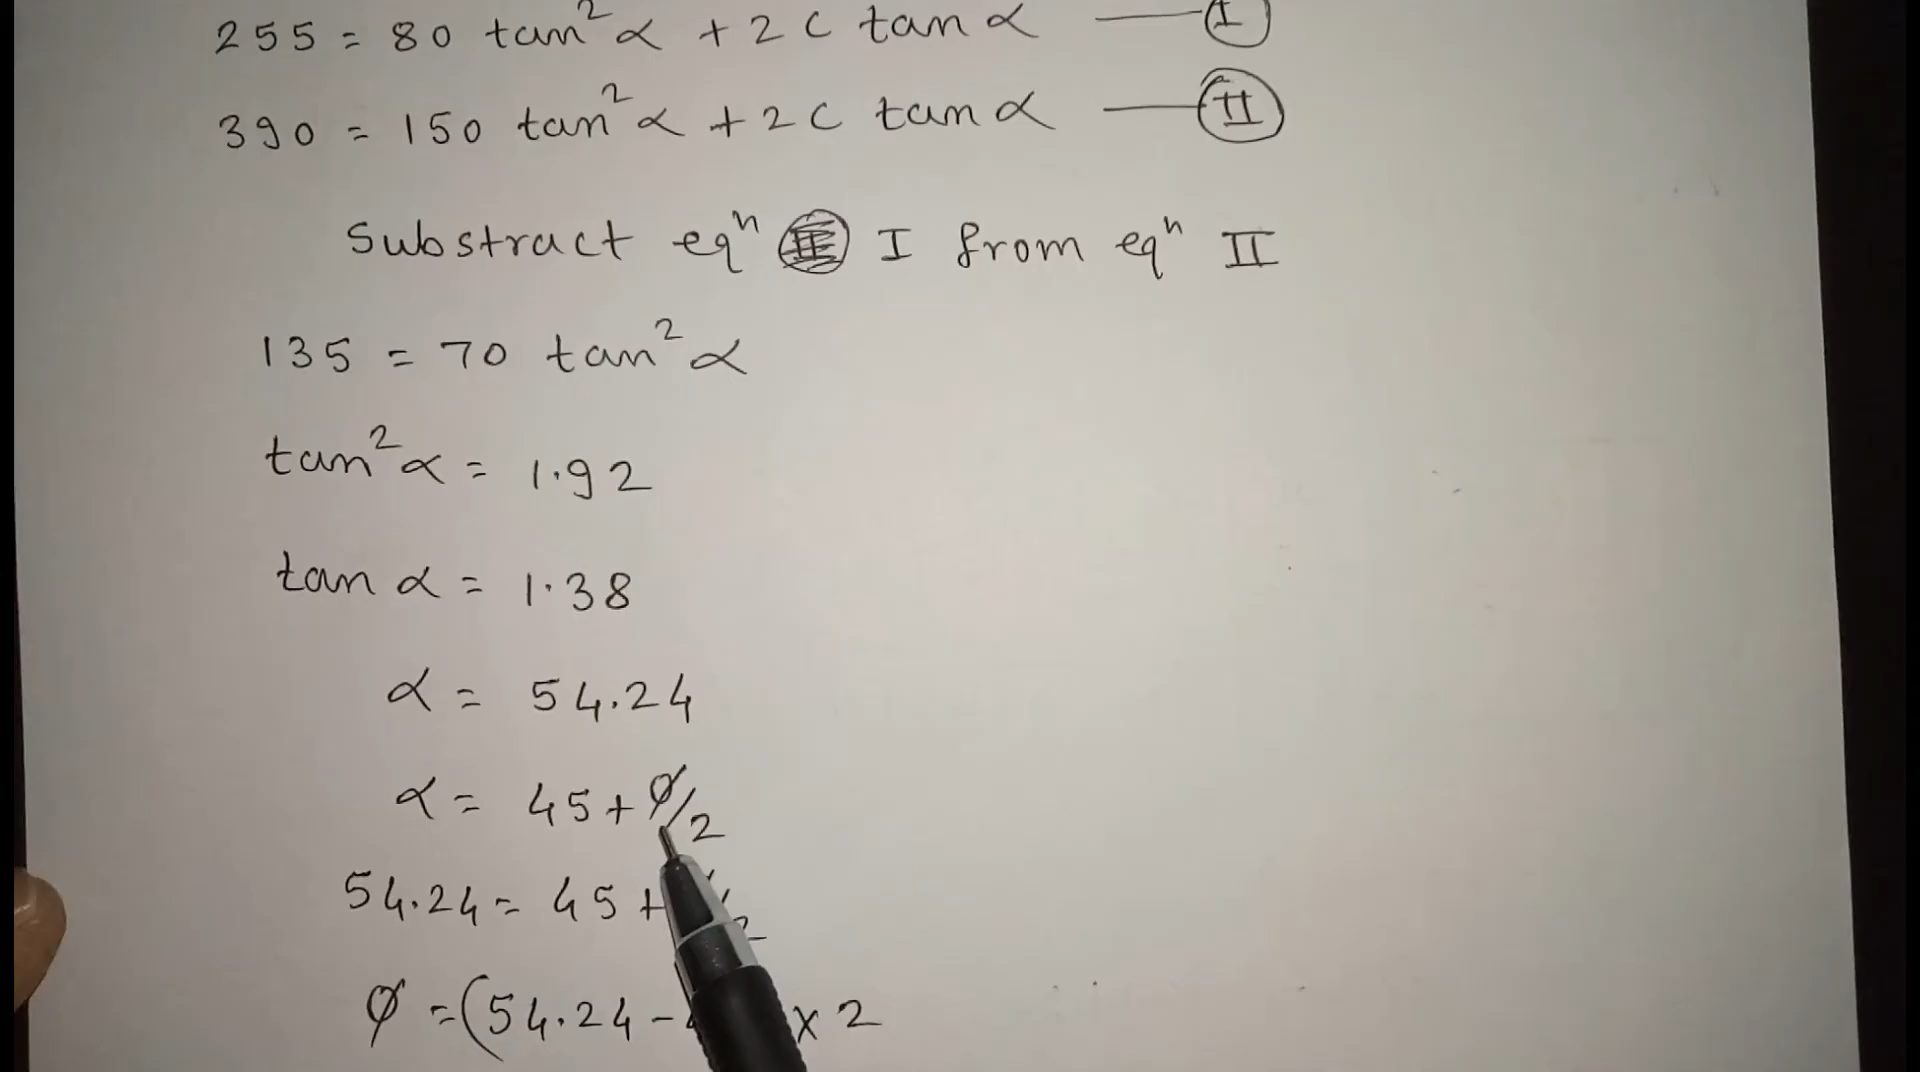 255 = 80 tan²α + 2C tanα — I
390 = 150 tan²α + 2C tanα — II
Substract eqⁿ I from eqⁿ II
135 = 70 tan²α
tan²α = 1.92
tan α = 1.38
α = 54.24
α = 45 + φ/2
54.24 = 45 +
φ = (54.24 - × 2